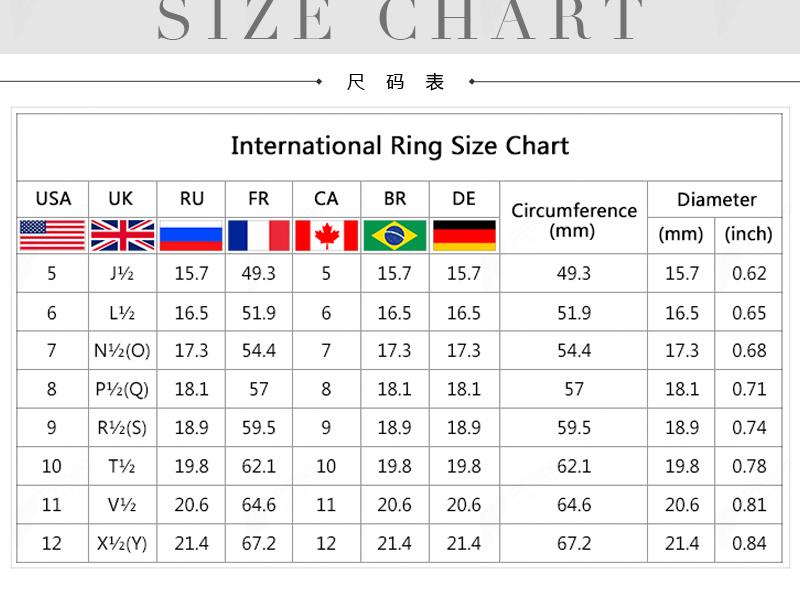 SIZE CHART
尺 码 表
International Ring Size Chart
USA UK RU FR CA BR DE Circumference (mm) Diameter
(mm) (inch)
5 J½ 15.7 49.3 5 15.7 15.7 49.3 15.7 0.62
6 L½ 16.5 51.9 6 16.5 16.5 51.9 16.5 0.65
7 N½(O) 17.3 54.4 7 17.3 17.3 54.4 17.3 0.68
8 P½(Q) 18.1 57 8 18.1 18.1 57 18.1 0.71
9 R½(S) 18.9 59.5 9 18.9 18.9 59.5 18.9 0.74
10 T½ 19.8 62.1 10 19.8 19.8 62.1 19.8 0.78
11 V½ 20.6 64.6 11 20.6 20.6 64.6 20.6 0.81
12 X½(Y) 21.4 67.2 12 21.4 21.4 67.2 21.4 0.84